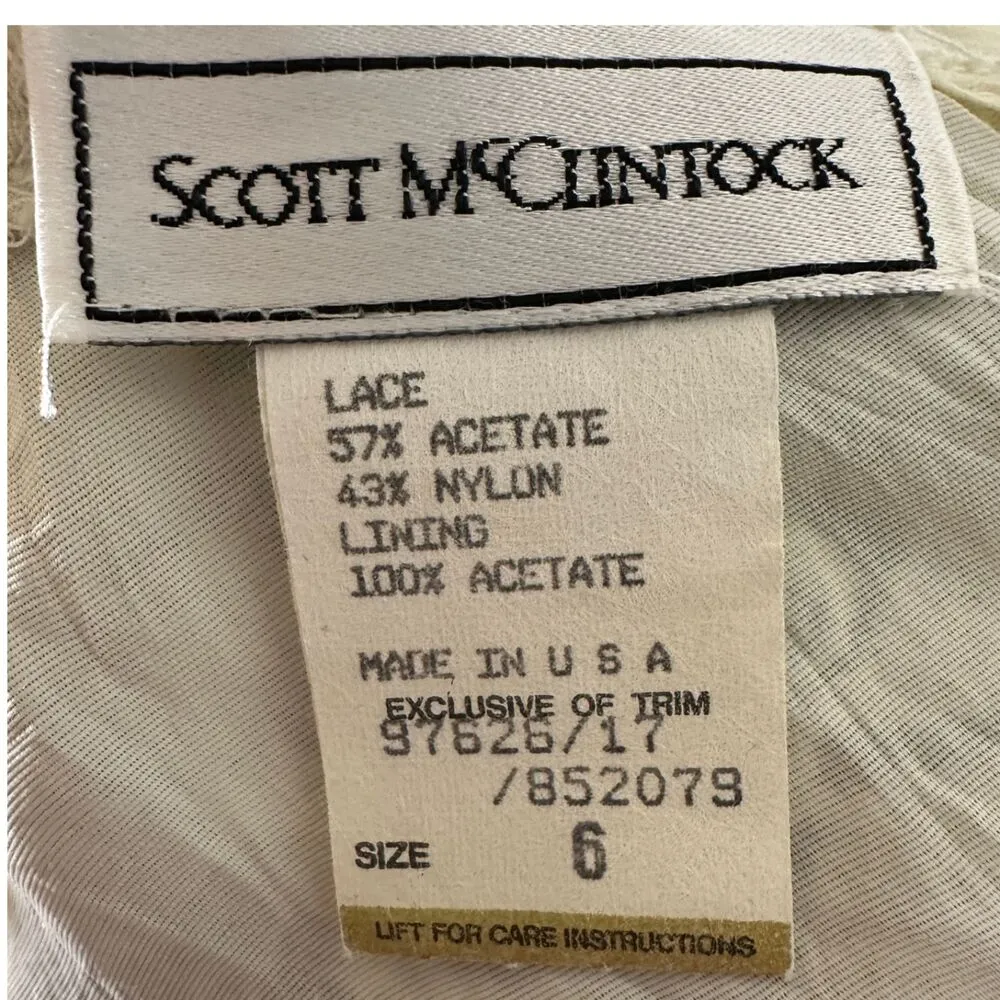 SCOTT McCLINTOCK
LACE
57% ACETATE
43% NYLON
LINING
100% ACETATE
MADE IN U S A
EXCLUSIVE OF TRIM
97626/17
/852079
SIZE 6
LIFT FOR CARE INSTRUCTIONS